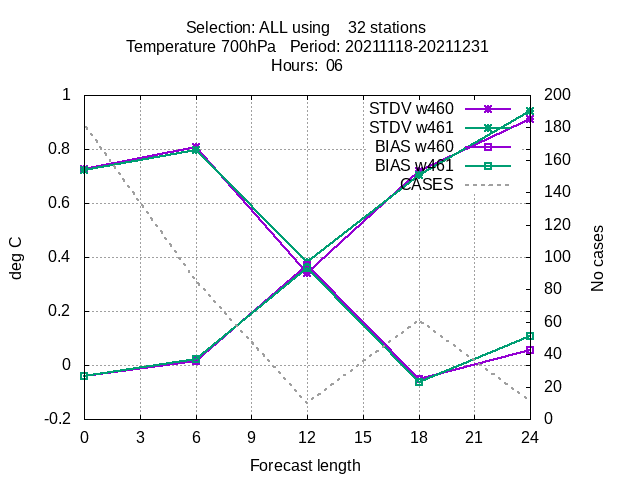 Selection: ALL using    32 stations
Temperature 700hPa   Period: 20211118-20211231
Hours:  06
1
0.8
0.6
0.4
0.2
0
-0.2
deg C
STDV w460
STDV w461
BIAS w460
BIAS w461
CASES
200
180
160
140
120
100
80
60
40
20
0
No cases
0 3 6 9 12 15 18 21 24
Forecast length